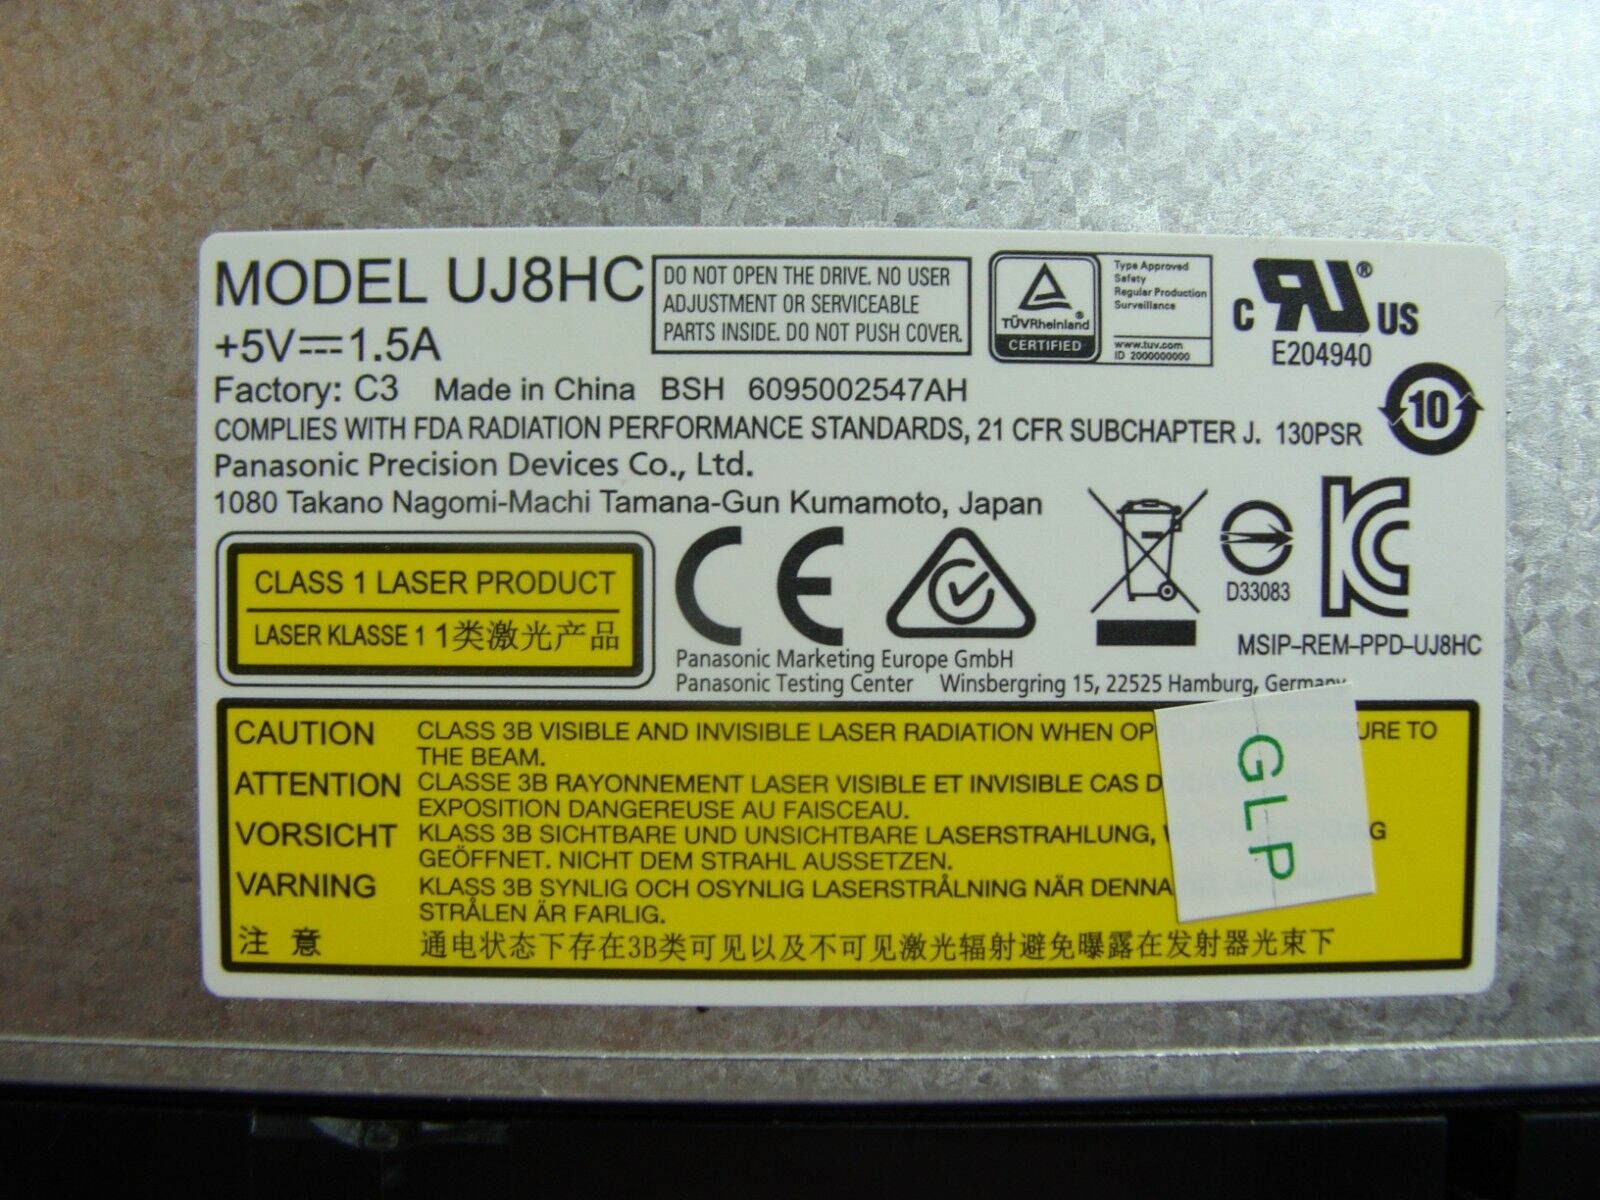 MODEL UJ8HC
+5V⎓1.5A
DO NOT OPEN THE DRIVE. NO USER
ADJUSTMENT OR SERVICEABLE
PARTS INSIDE. DO NOT PUSH COVER.
TÜVRheinland®
CERTIFIED
Type Approved
Safety
Regular Production
Surveillance
www.tuv.com
ID 2000000000
C RU® US
E204940
Factory: C3 Made in China BSH 6095002547AH
10
COMPLIES WITH FDA RADIATION PERFORMANCE STANDARDS, 21 CFR SUBCHAPTER J. 130PSR
Panasonic Precision Devices Co., Ltd.
1080 Takano Nagomi-Machi Tamana-Gun Kumamoto, Japan
CLASS 1 LASER PRODUCT
LASER KLASSE 1 1类激光产品
CE
D33083
KC
MSIP-REM-PPD-UJ8HC
Panasonic Marketing Europe GmbH
Panasonic Testing Center Winsbergring 15, 22525 Hamburg, Germany
CAUTION CLASS 3B VISIBLE AND INVISIBLE LASER RADIATION WHEN OP URE TO
THE BEAM.
ATTENTION CLASSE 3B RAYONNEMENT LASER VISIBLE ET INVISIBLE CAS D
EXPOSITION DANGEREUSE AU FAISCEAU.
VORSICHT KLASS 3B SICHTBARE UND UNSICHTBARE LASERSTRAHLUNG, G
GEÖFFNET. NICHT DEM STRAHL AUSSETZEN.
VARNING KLASS 3B SYNLIG OCH OSYNLIG LASERSTRÅLNING NÄR DENNA
STRÅLEN ÄR FARLIG.
注 意 通电状态下存在3B类可见以及不可见激光辐射避免曝露在发射器光束下
GLP